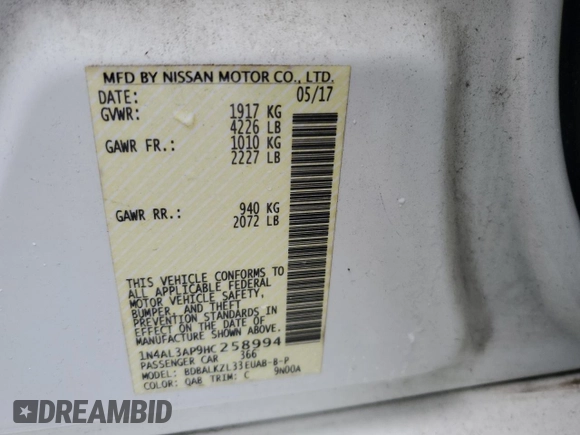 MFD BY NISSAN MOTOR CO., LTD.
DATE: 05/17
GVWR: 1917 KG
4226 LB
GAWR FR.: 1010 KG
2227 LB
GAWR RR.: 940 KG
2072 LB
THIS VEHICLE CONFORMS TO
ALL APPLICABLE FEDERAL
MOTOR VEHICLE SAFETY,
BUMPER, AND THEFT
PREVENTION STANDARDS
IN EFFECT ON THE DATE OF
MANUFACTURE SHOWN ABOVE.
1N4AL3AP9HC258994
PASSENGER CAR 366
MODEL: BDBALKZL33EUAB-B-P
COLOR: QAB TRIM: C 9N00A
DREAMBID